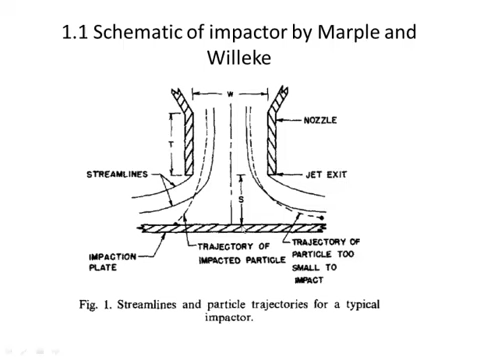 1.1 Schematic of impactor by Marple and
Willeke
W
NOZZLE
T
STREAMLINES
JET EXIT
S
IMPACTION
PLATE
TRAJECTORY OF
IMPACTED PARTICLE
TRAJECTORY OF
PARTICLE TOO
SMALL TO
IMPACT
Fig. 1. Streamlines and particle trajectories for a typical
impactor.